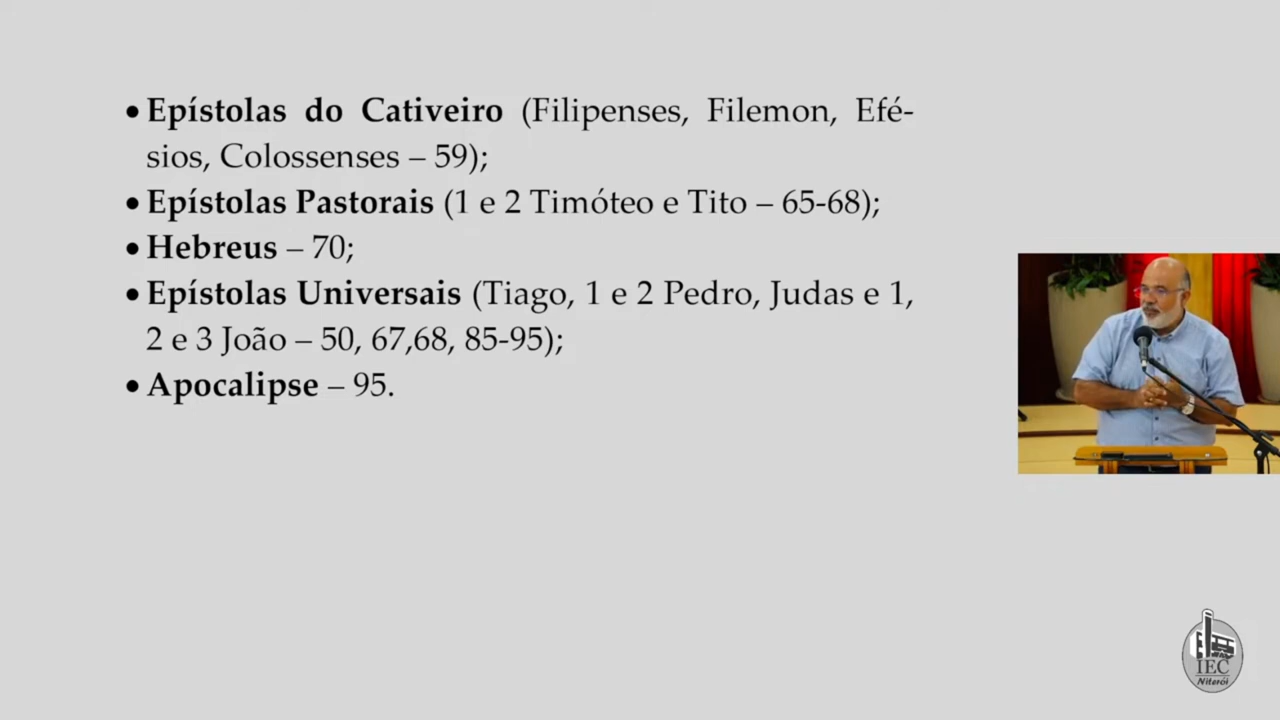 • Epístolas do Cativeiro (Filipenses, Filemon, Efé-
sios, Colossenses – 59);
• Epístolas Pastorais (1 e 2 Timóteo e Tito – 65-68);
• Hebreus – 70;
• Epístolas Universais (Tiago, 1 e 2 Pedro, Judas e 1,
2 e 3 João – 50, 67,68, 85-95);
• Apocalipse – 95.
IEC
Niterói